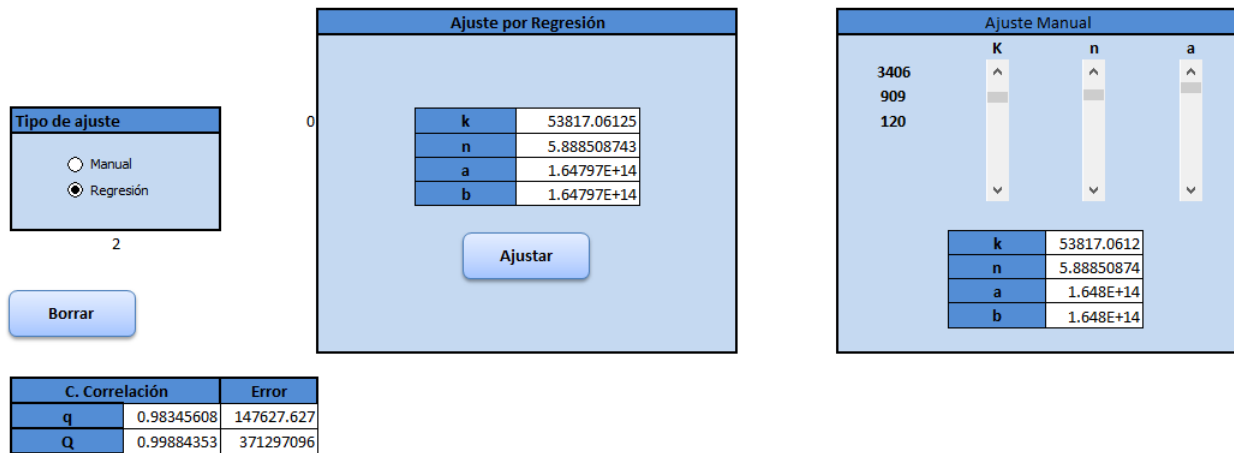 Ajuste por Regresión
Ajuste Manual
K n a
3406
909
120
Tipo de ajuste
Manual
Regresión
2
0
k 53817.06125
n 5.888508743
a 1.64797E+14
b 1.64797E+14
Ajustar
k 53817.0612
n 5.88850874
a 1.648E+14
b 1.648E+14
Borrar
C. Correlación Error
q 0.98345608 147627.627
Q 0.99884353 371297096